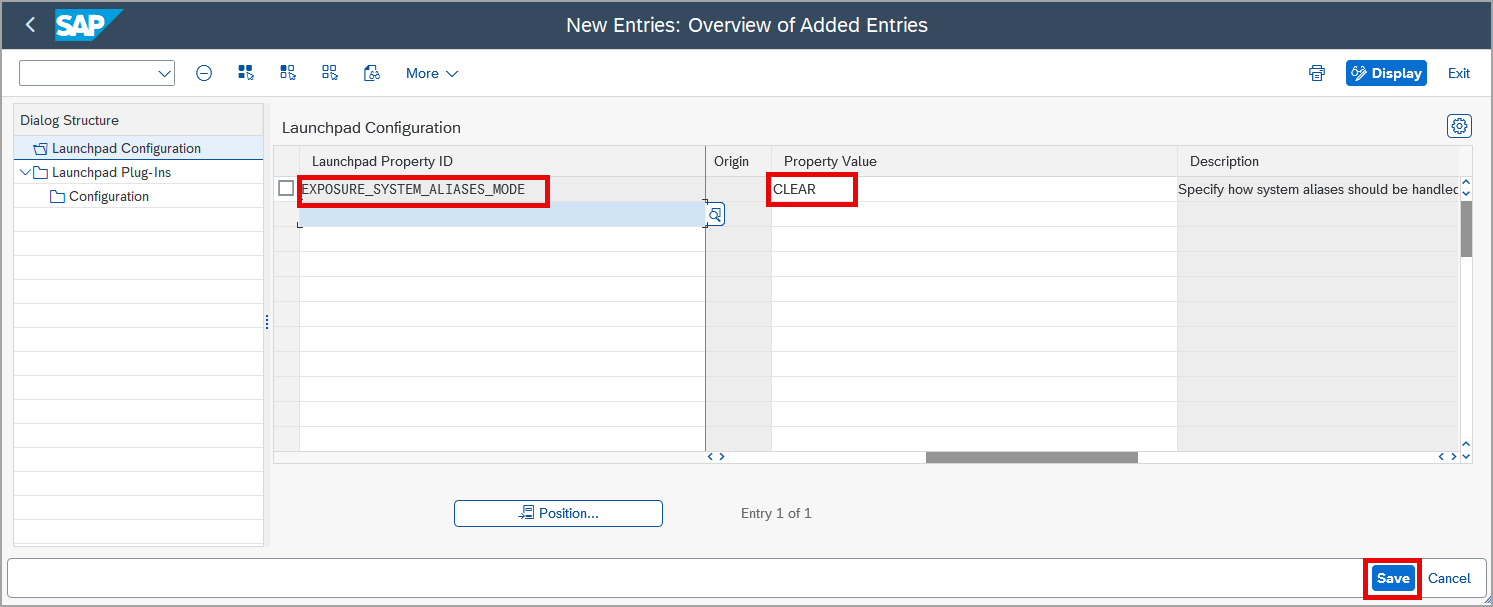 SAP
New Entries: Overview of Added Entries
More
Display
Exit
Dialog Structure
Launchpad Configuration
Launchpad Plug-Ins
Configuration
Launchpad Configuration
Launchpad Property ID Origin Property Value Description
EXPOSURE_SYSTEM_ALIASES_MODE CLEAR Specify how system aliases should be handled
Position...
Entry 1 of 1
Save
Cancel